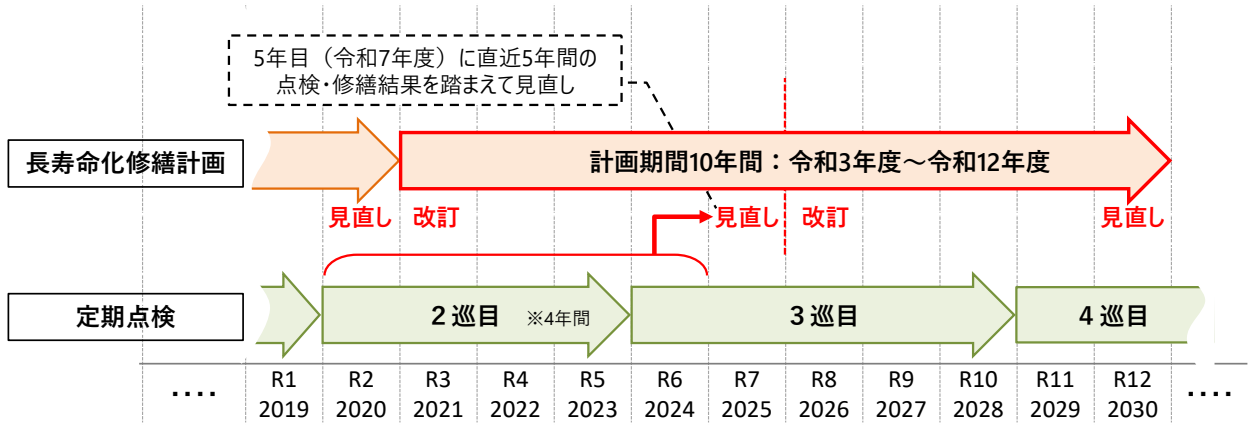 5年目（令和7年度）に直近5年間の
点検・修繕結果を踏まえて見直し
長寿命化修繕計画
計画期間10年間：令和3年度～令和12年度
見直し 改訂 見直し 改訂 見直し
定期点検
２巡目 ※4年間 ３巡目 ４巡目
････ R1 R2 R3 R4 R5 R6 R7 R8 R9 R10 R11 R12 ････
2019 2020 2021 2022 2023 2024 2025 2026 2027 2028 2029 2030